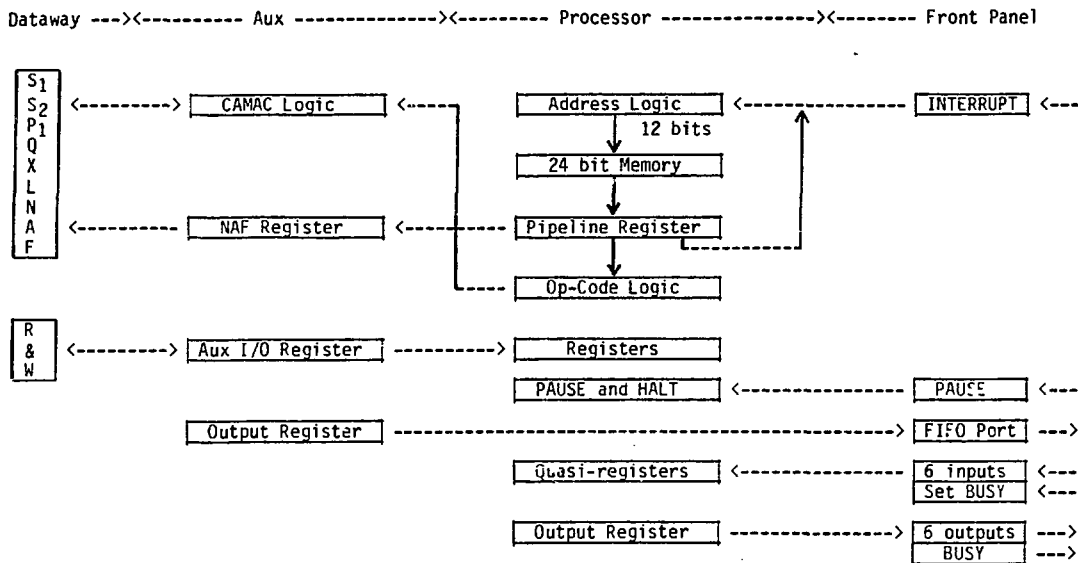 Dataway ---><-------- Aux --------><------- Processor -------><------- Front Panel
S1
S2
P1
Q
X
L
N
A
F
<---------> CAMAC Logic <-----
Address Logic <------------------ INTERRUPT <---
12 bits
24 bit Memory
<--------- NAF Register <--------- Pipeline Register
Op-Code Logic
R
&
W
<---------> Aux I/O Register ---------> Registers
PAUSE and HALT <------------------ PAUSE <---
Output Register ------------------------------------------> FIFO Port --->
Quasi-registers <------------------ 6 inputs <---
Set BUSY <---
Output Register ------------------> 6 outputs --->
BUSY --->